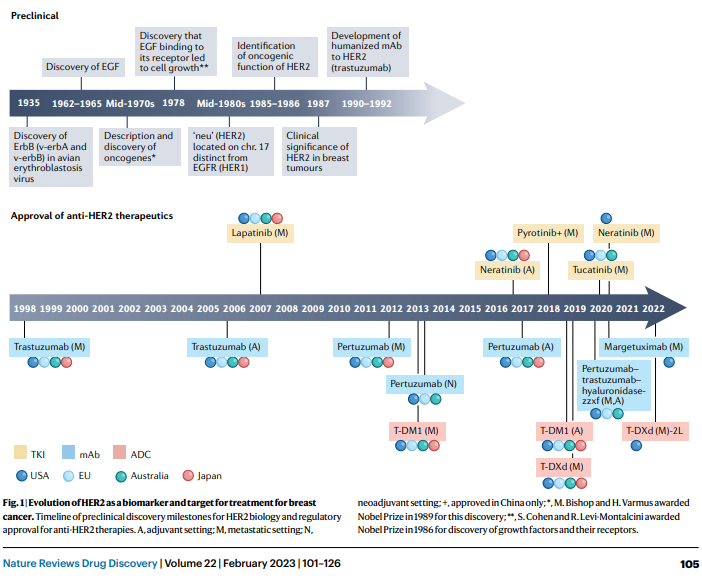 Preclinical
Discovery of EGF
Discovery that
EGF binding to
its receptor led
to cell growth**
Identification
of oncogenic
function of HER2
Development of
humanized mAb
to HER2
(trastuzumab)
1935 1962–1965 Mid-1970s 1978 Mid-1980s 1985–1986 1987 1990–1992
Discovery of
ErbB (v-erbA and
v-erbB) in avian
erythroblastosis
virus
Description and
discovery of
oncogenes*
'neu' (HER2)
located on chr. 17
distinct from
EGFR (HER1)
Clinical
significance of
HER2 in breast
tumours
Approval of anti-HER2 therapeutics
Lapatinib (M)
Pyrotinib+ (M)
Neratinib (M)
Neratinib (A)
Tucatinib (M)
1998 1999 2000 2001 2002 2003 2004 2005 2006 2007 2008 2009 2010 2011 2012 2013 2014 2015 2016 2017 2018 2019 2020 2021 2022
Trastuzumab (M)
Trastuzumab (A)
Pertuzumab (M)
Pertuzumab (A)
Margetuximab (M)
Pertuzumab (N)
Pertuzumab–
trastuzumab–
hyaluronidase-
zzxf (M,A)
T-DM1 (M)
T-DM1 (A)
T-DXd (M)-2L
T-DXd (M)
TKI mAb ADC
USA EU Australia Japan
Fig. 1 | Evolution of HER2 as a biomarker and target for treatment for breast
cancer. Timeline of preclinical discovery milestones for HER2 biology and regulatory
approval for anti-HER2 therapies. A, adjuvant setting; M, metastatic setting; N,
neoadjuvant setting; +, approved in China only; *, M. Bishop and H. Varmus awarded
Nobel Prize in 1989 for this discovery; **, S. Cohen and R. Levi-Montalcini awarded
Nobel Prize in 1986 for discovery of growth factors and their receptors.
Nature Reviews Drug Discovery | Volume 22 | February 2023 | 101–126
105